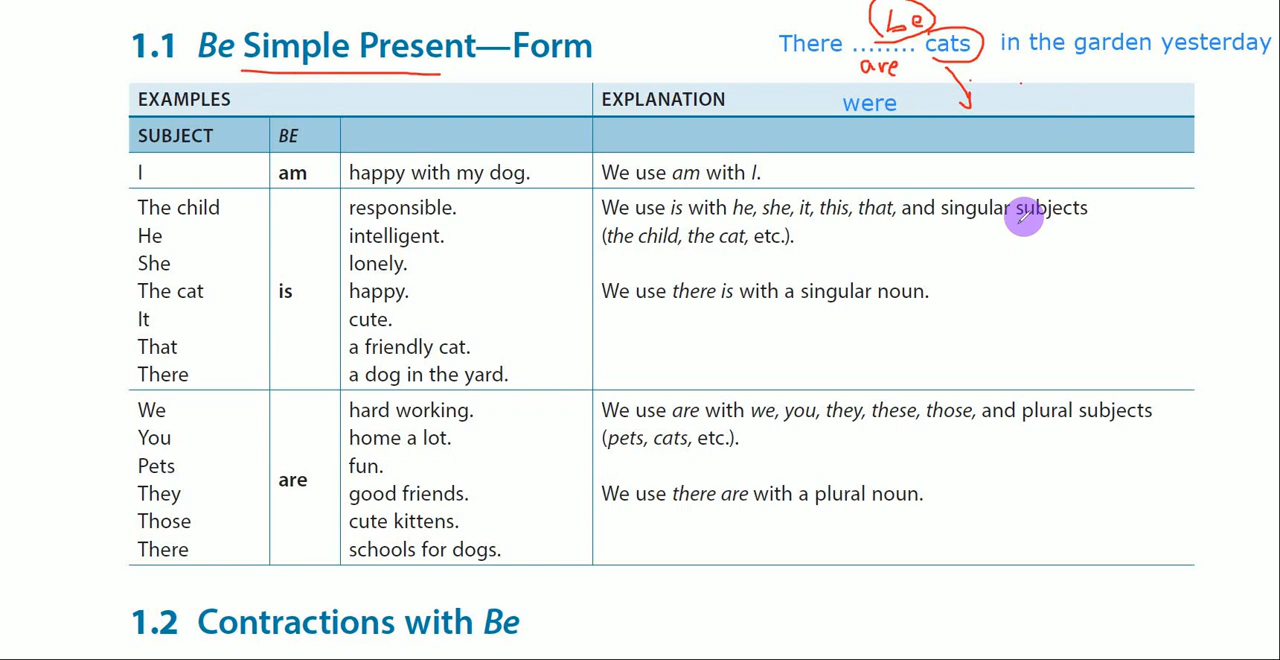 be
1.1 Be Simple Present—Form
There ........ cats in the garden yesterday
are
were
EXAMPLES EXPLANATION
SUBJECT BE
I am happy with my dog. We use am with I.
The child responsible. We use is with he, she, it, this, that, and singular subjects
He intelligent. (the child, the cat, etc.).
She lonely.
The cat is happy. We use there is with a singular noun.
It cute.
That a friendly cat.
There a dog in the yard.
We hard working. We use are with we, you, they, these, those, and plural subjects
You home a lot. (pets, cats, etc.).
Pets fun.
are
They good friends. We use there are with a plural noun.
Those cute kittens.
There schools for dogs.
1.2 Contractions with Be